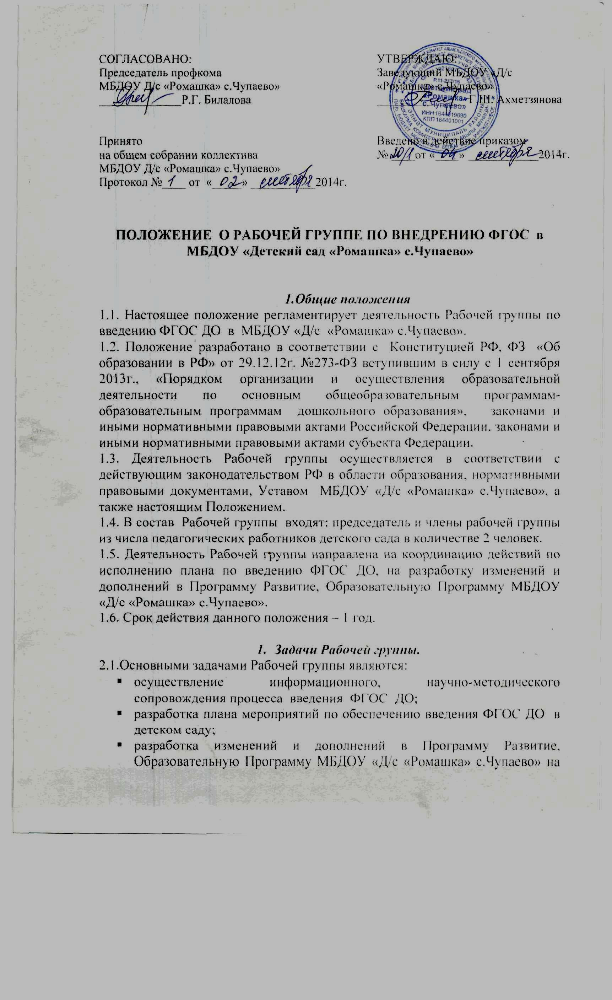 СОГЛАСОВАНО:
Председатель профкома
МБДОУ Д/с «Ромашка» с.Чупаево»
Р.Г. Билалова
УТВЕРЖДАЮ:
Заведующий МБДОУ «Д/с
«Ромашка» с.Чупаево»
Г.Ш. Ахметзянова
Детский сад
«Ромашка»
с. Чупаево»
ИНН 1644019690
КПП 164401001
Принято
на общем собрании коллектива
МБДОУ Д/с «Ромашка» с.Чупаево»
Протокол № 1 от « 02 » сентября 2014г.
Введено в действие приказом
№ 20/1 от « 04 » сентября 2014г.
ПОЛОЖЕНИЕ О РАБОЧЕЙ ГРУППЕ ПО ВНЕДРЕНИЮ ФГОС в
МБДОУ «Детский сад «Ромашка» с.Чупаево»
1.Общие положения
1.1. Настоящее положение регламентирует деятельность Рабочей группы по
введению ФГОС ДО в МБДОУ «Д/с «Ромашка» с.Чупаево».
1.2. Положение разработано в соответствии с Конституцией РФ, ФЗ «Об
образовании в РФ» от 29.12.12г. №273-ФЗ вступившим в силу с 1 сентября
2013г., «Порядком организации и осуществления образовательной
деятельности по основным общеобразовательным программам-
образовательным программам дошкольного образования», законами и
иными нормативными правовыми актами Российской Федерации, законами и
иными нормативными правовыми актами субъекта Федерации.
1.3. Деятельность Рабочей группы осуществляется в соответствии с
действующим законодательством РФ в области образования, нормативными
правовыми документами, Уставом МБДОУ «Д/с «Ромашка» с.Чупаево», а
также настоящим Положением.
1.4. В состав Рабочей группы входят: председатель и члены рабочей группы
из числа педагогических работников детского сада в количестве 2 человек.
1.5. Деятельность Рабочей группы направлена на координацию действий по
исполнению плана по введению ФГОС ДО, на разработку изменений и
дополнений в Программу Развитие, Образовательную Программу МБДОУ
«Д/с «Ромашка» с.Чупаево».
1.6. Срок действия данного положения – 1 год.
1. Задачи Рабочей группы.
2.1.Основными задачами Рабочей группы являются:
▪ осуществление информационного, научно-методического
сопровождения процесса введения ФГОС ДО;
▪ разработка плана мероприятий по обеспечению введения ФГОС ДО в
детском саду;
▪ разработка изменений и дополнений в Программу Развитие,
Образовательную Программу МБДОУ «Д/с «Ромашка» с.Чупаево» на